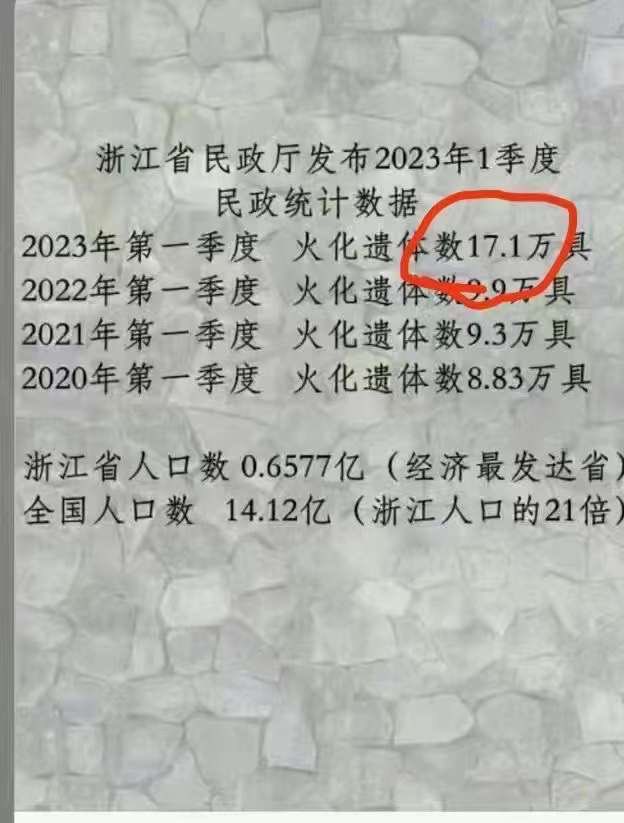 浙江省民政厅发布2023年1季度
民政统计数据
2023年第一季度 火化遗体数17.1万具
2022年第一季度 火化遗体数9.9万具
2021年第一季度 火化遗体数9.3万具
2020年第一季度 火化遗体数8.83万具
浙江省人口数 0.6577亿（经济最发达省）
全国人口数 14.12亿（浙江人口的21倍）